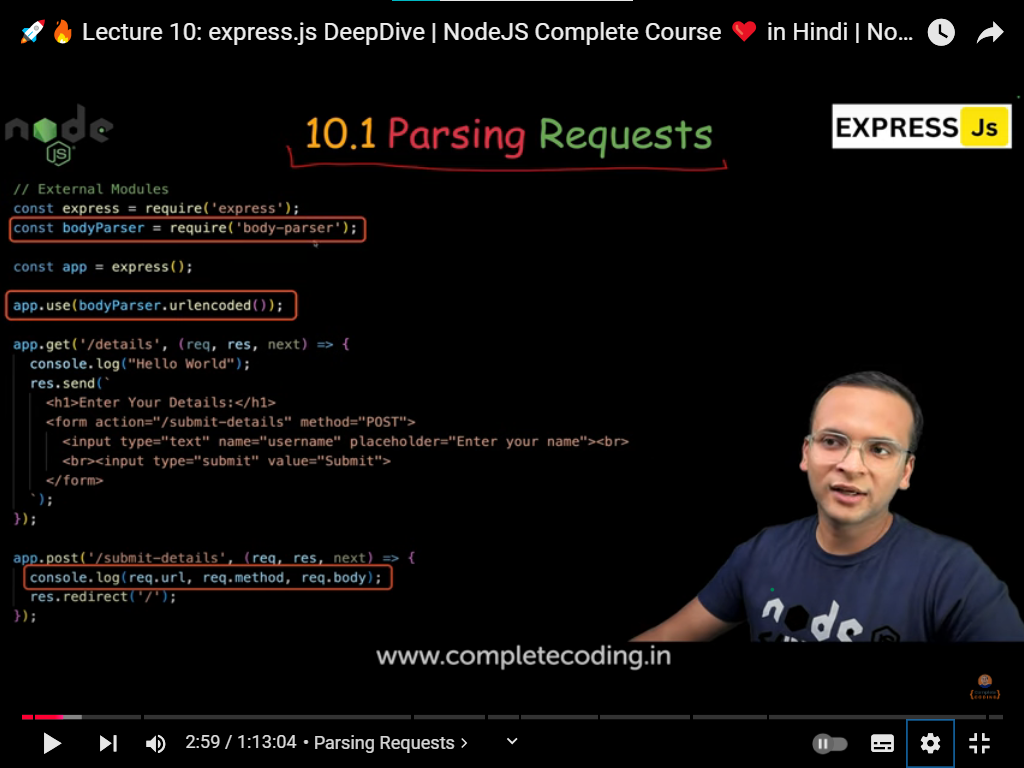 🚀🔥 Lecture 10: express.js DeepDive | NodeJS Complete Course ❤️ in Hindi | No...
node
JS
10.1 Parsing Requests
EXPRESS Js
// External Modules
const express = require('express');
const bodyParser = require('body-parser');
const app = express();
app.use(bodyParser.urlencoded());
app.get('/details', (req, res, next) => {
console.log("Hello World");
res.send(`
<h1>Enter Your Details:</h1>
<form action="/submit-details" method="POST">
<input type="text" name="username" placeholder="Enter your name"><br>
<br><input type="submit" value="Submit">
</form>
`);
});
app.post('/submit-details', (req, res, next) => {
console.log(req.url, req.method, req.body);
res.redirect('/');
});
node
www.completecoding.in
2:59 / 1:13:04 • Parsing Requests >